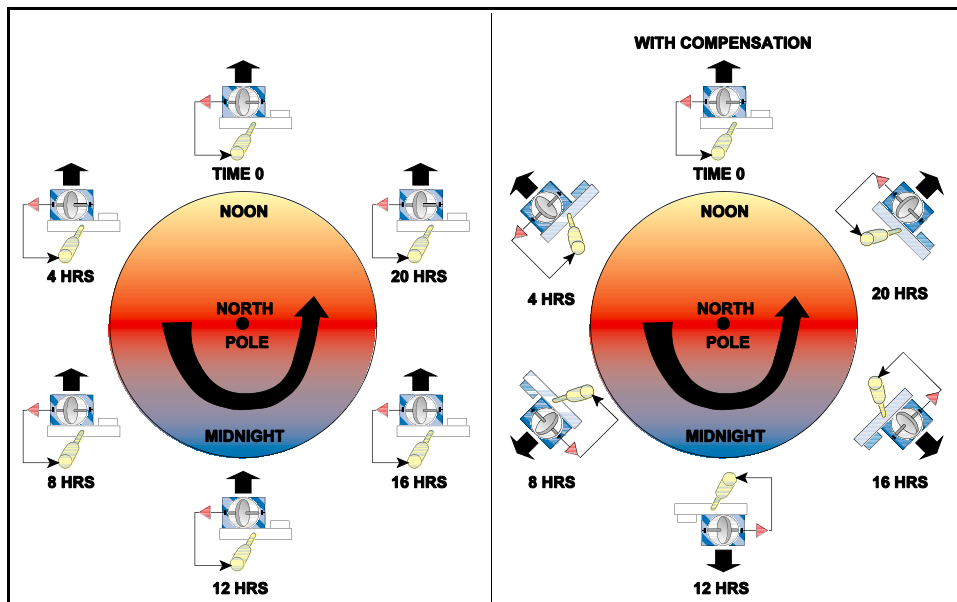 TIME 0
NOON
4 HRS
20 HRS
NORTH
POLE
MIDNIGHT
8 HRS
16 HRS
12 HRS
WITH COMPENSATION
TIME 0
NOON
4 HRS
20 HRS
NORTH
POLE
MIDNIGHT
8 HRS
16 HRS
12 HRS